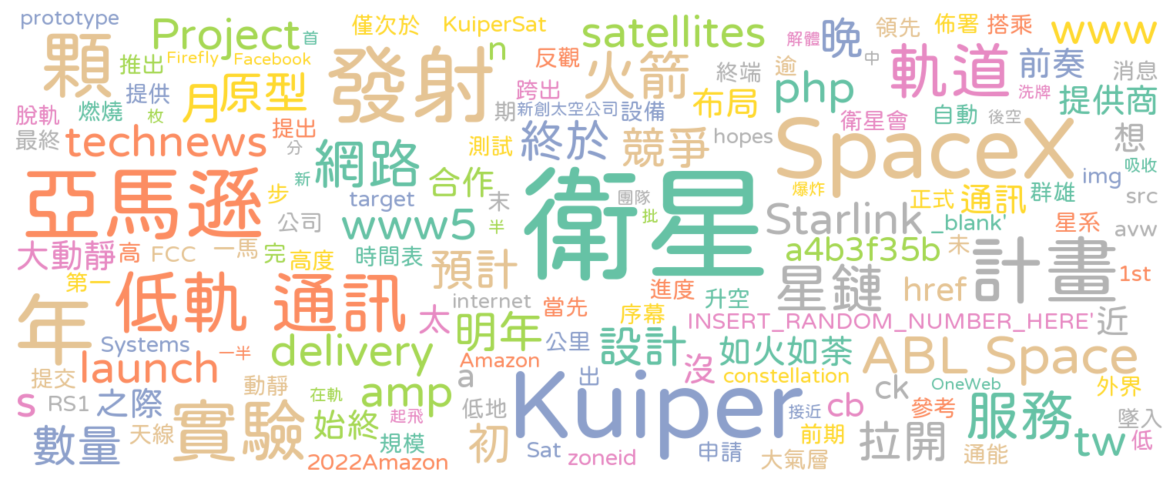 prototype
Project
首
僅次於
KuiperSat
n
satellites
解體
晚
中
領先
佈署
搭乘
www
顆
推出
Firefly
Facebook
發射
反觀
火箭
終端
逾
軌道
前奏
消息
提供
月
原型
跨出
布局
php
洗牌
提供商
脫軌
燃燒
枚
期
新創太空公司
設備
衛星會
自動
後空
最終
technews
提出
分
網路
測試
終於
競爭
hopes
SpaceX
想
吸收
亞馬遜
新
步
合作
target
末
半
衛星
團隊
批
爆炸
正式
通訊
群雄
img
src
公司
www5
Starlink
_blank'
星系
avw
大動靜
高
FCC
一馬
完
高度
時間表
預計
a4b3f35b
未
計畫
1st
年
第一
低軌
通訊
internet
當先
進度
升空
星鏈
href
太
明年
序幕
INSERT_RANDOM_NUMBER_HERE'
近
Systems
一半
delivery
Amazon
公里
設計
沒
如火如荼
ABL Space
launch
提交
動靜
在軌
amp
a
Kuiper
出
constellation
ck
OneWeb
外界
s
RS1
之際
實驗
始終
起飛
低地
初
接近
cb
參考
服務
墜入
數量
天線
規模
2022Amazon
Sat
zoneid
申請
前期
大氣層
拉開
通能
tw
低